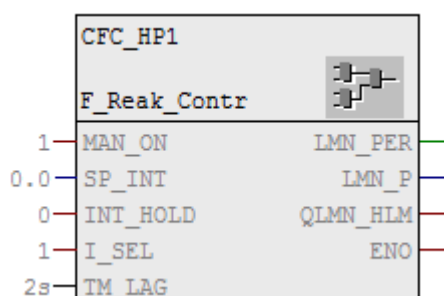 CFC_HP1
F_Reak_Contr
1 MAN_ON LMN_PER
0.0 SP_INT LMN_P
0 INT_HOLD QLMN_HLM
1 I_SEL ENO
2s TM_LAG